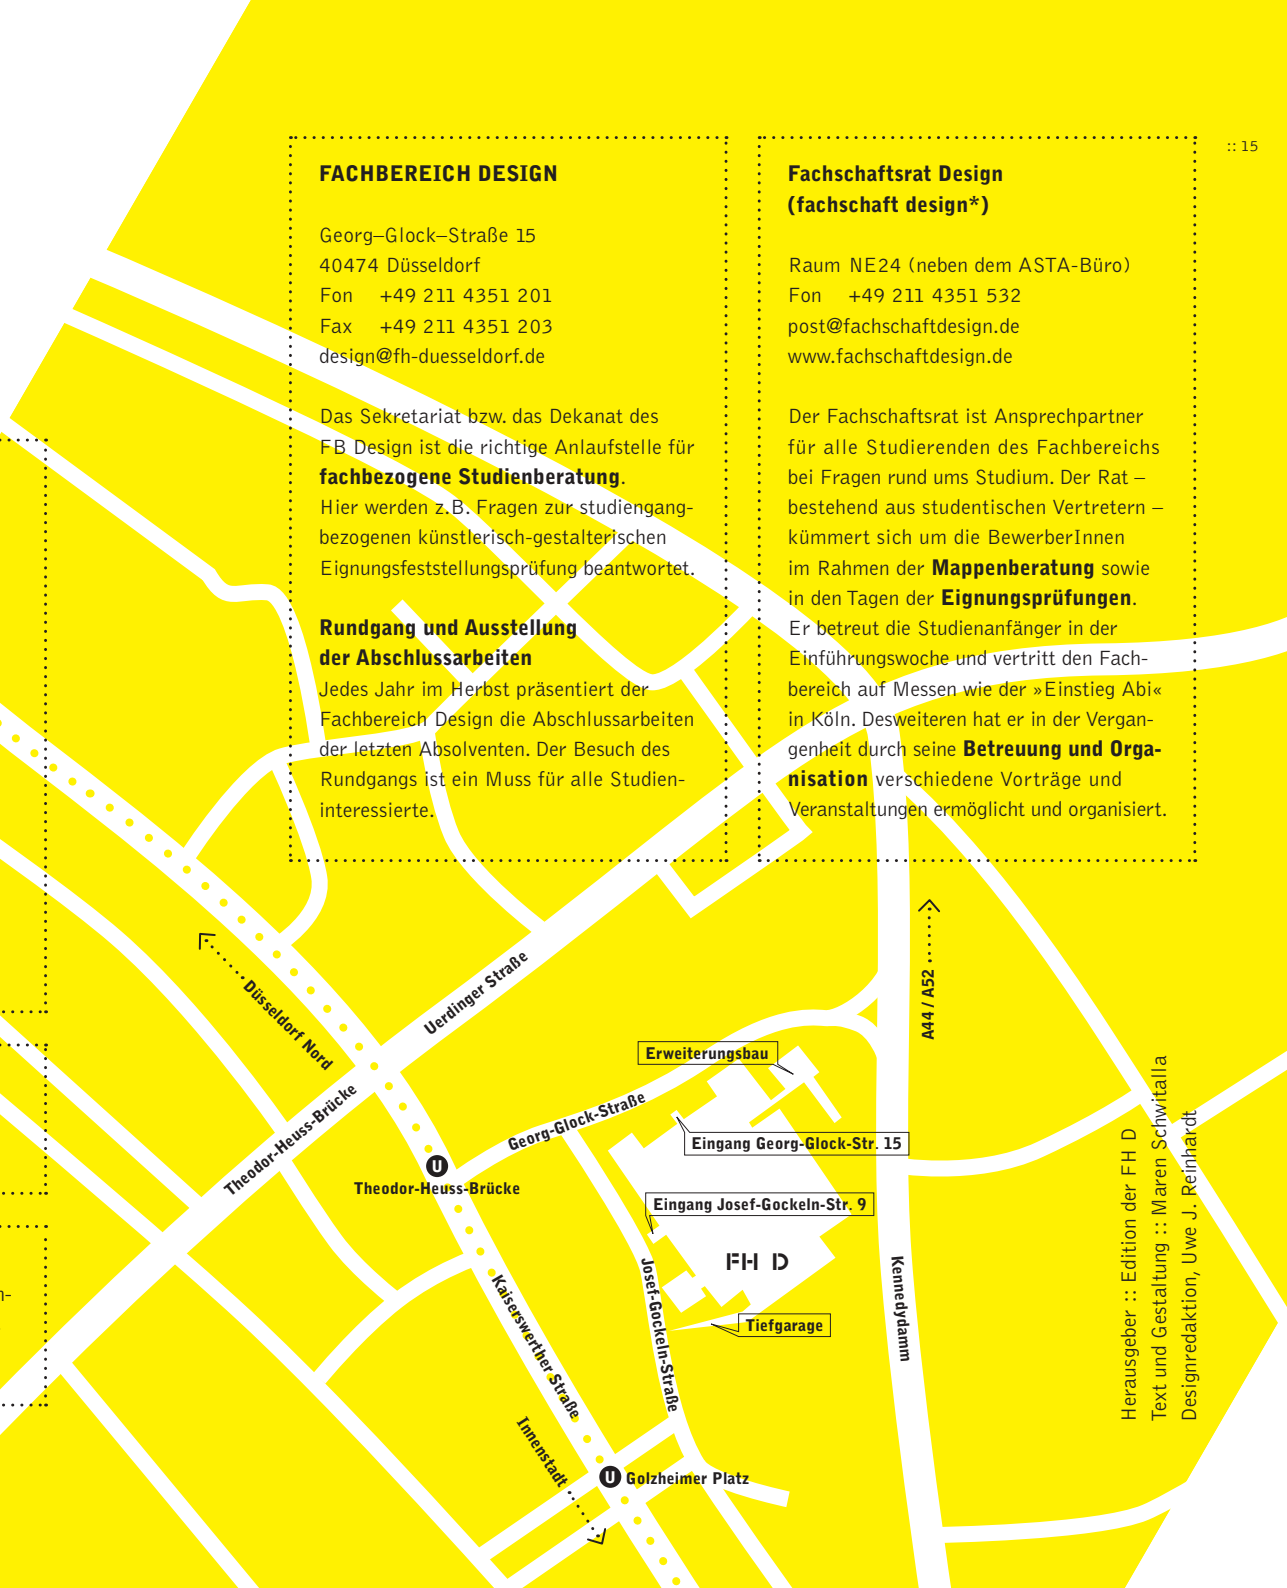 :: 15
FACHBEREICH DESIGN
Georg–Glock–Straße 15
40474 Düsseldorf
Fon +49 211 4351 201
Fax +49 211 4351 203
design@fh-duesseldorf.de
Das Sekretariat bzw. das Dekanat des
FB Design ist die richtige Anlaufstelle für
fachbezogene Studienberatung.
Hier werden z.B. Fragen zur studiengang-
bezogenen künstlerisch-gestalterischen
Eignungsfeststellungsprüfung beantwortet.
Rundgang und Ausstellung
der Abschlussarbeiten
Jedes Jahr im Herbst präsentiert der
Fachbereich Design die Abschlussarbeiten
der letzten Absolventen. Der Besuch des
Rundgangs ist ein Muss für alle Studien-
interessierte.
Fachschaftsrat Design
(fachschaft design*)
Raum NE24 (neben dem ASTA-Büro)
Fon +49 211 4351 532
post@fachschaftdesign.de
www.fachschaftdesign.de
Der Fachschaftsrat ist Ansprechpartner
für alle Studierenden des Fachbereichs
bei Fragen rund ums Studium. Der Rat –
bestehend aus studentischen Vertretern –
kümmert sich um die BewerberInnen
im Rahmen der Mappenberatung sowie
in den Tagen der Eignungsprüfungen.
Er betreut die Studienanfänger in der
Einführungswoche und vertritt den Fach-
bereich auf Messen wie der »Einstieg Abi«
in Köln. Desweiteren hat er in der Vergan-
genheit durch seine Betreuung und Orga-
nisation verschiedene Vorträge und
Veranstaltungen ermöglicht und organisiert.
Düsseldorf Nord
Uerdinger Straße
A44 / A52
Erweiterungsbau
Theodor-Heuss-Brücke
Georg-Glock-Straße
Eingang Georg-Glock-Str. 15
U
Theodor-Heuss-Brücke
Eingang Josef-Gockeln-Str. 9
FH D
Josef-Gockeln-Straße
Kennedydamm
Kaiserswerther Straße
Tiefgarage
Innenstadt
U Golzheimer Platz
Herausgeber :: Edition der FH D
Text und Gestaltung :: Maren Schwitalla
Designredaktion, Uwe J. Reinhardt